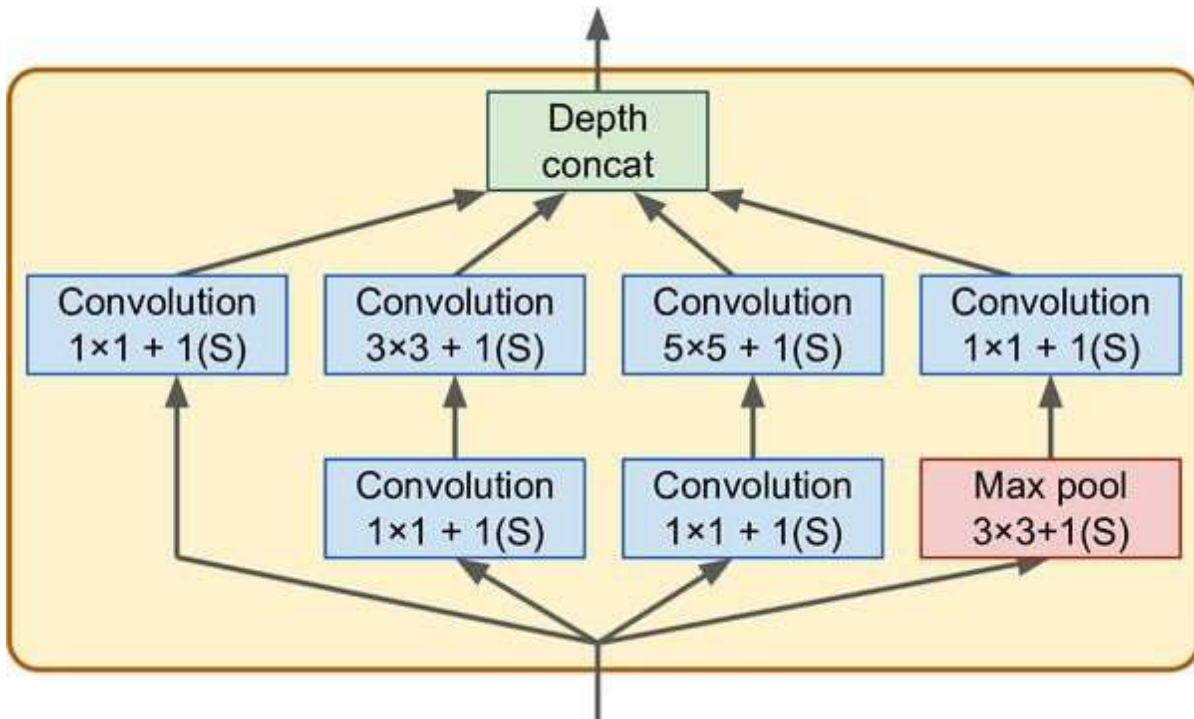 Depth
concat
Convolution
1×1 + 1(S)
Convolution
3×3 + 1(S)
Convolution
5×5 + 1(S)
Convolution
1×1 + 1(S)
Convolution
1×1 + 1(S)
Convolution
1×1 + 1(S)
Max pool
3×3+1(S)